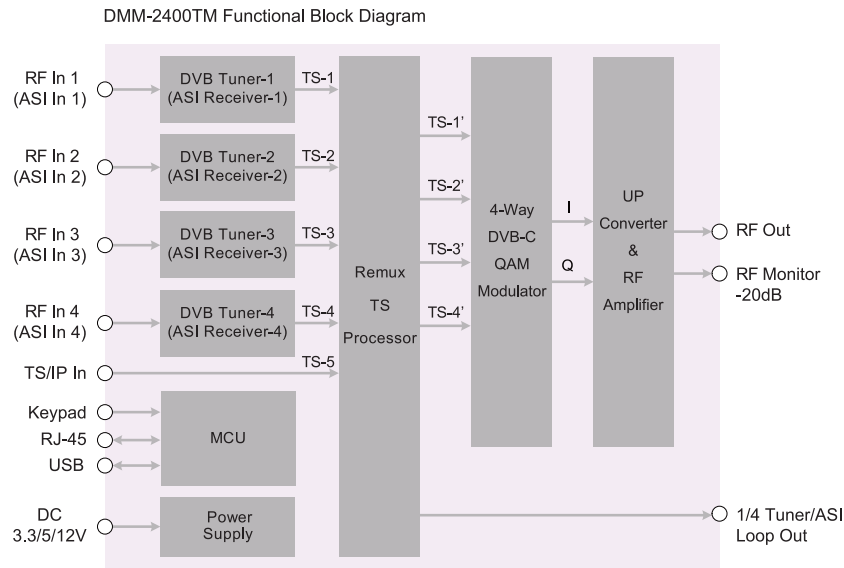 DMM-2400TM Functional Block Diagram
RF In 1
(ASI In 1)
DVB Tuner-1
(ASI Receiver-1)
TS-1
RF In 2
(ASI In 2)
DVB Tuner-2
(ASI Receiver-2)
TS-2
RF In 3
(ASI In 3)
DVB Tuner-3
(ASI Receiver-3)
TS-3
RF In 4
(ASI In 4)
DVB Tuner-4
(ASI Receiver-4)
TS-4
TS/IP In
TS-5
Keypad
RJ-45
USB
MCU
DC
3.3/5/12V
Power
Supply
Remux
TS
Processor
TS-1’
TS-2’
TS-3’
TS-4’
4-Way
DVB-C
QAM
Modulator
I
Q
UP
Converter
&
RF
Amplifier
RF Out
RF Monitor
-20dB
1/4 Tuner/ASI
Loop Out